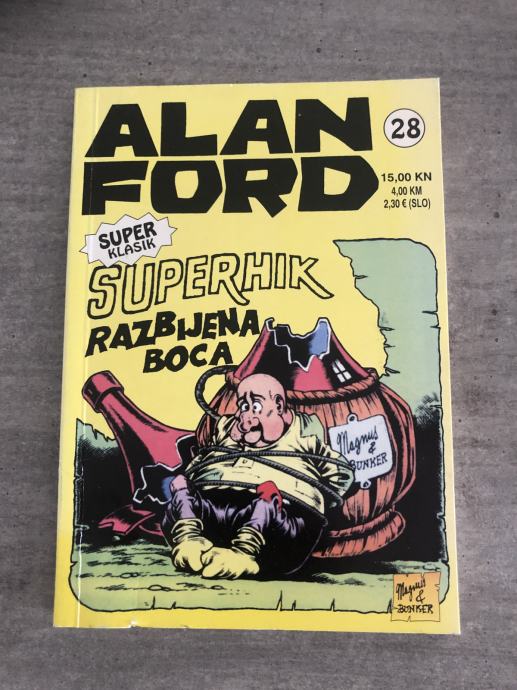 ALAN
FORD
28
15,00 KN
4,00 KM
2,30 € (SLO)
SUPER
KLASIK
SUPERHIK
RAZBIJENA
BOCA
Magnus
&
BUNKER
Magnus
&
BUNKER